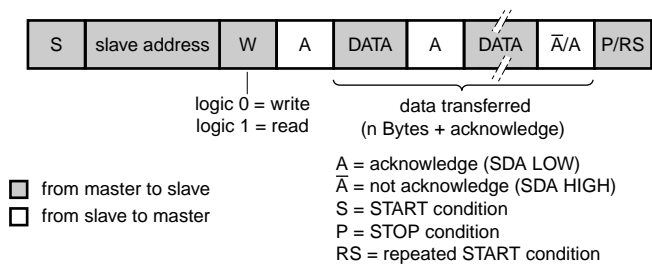 S slave address W A DATA A DATA A̅/A P/RS
logic 0 = write
logic 1 = read
data transferred
(n Bytes + acknowledge)
A = acknowledge (SDA LOW)
A̅ = not acknowledge (SDA HIGH)
S = START condition
P = STOP condition
RS = repeated START condition
from master to slave
from slave to master